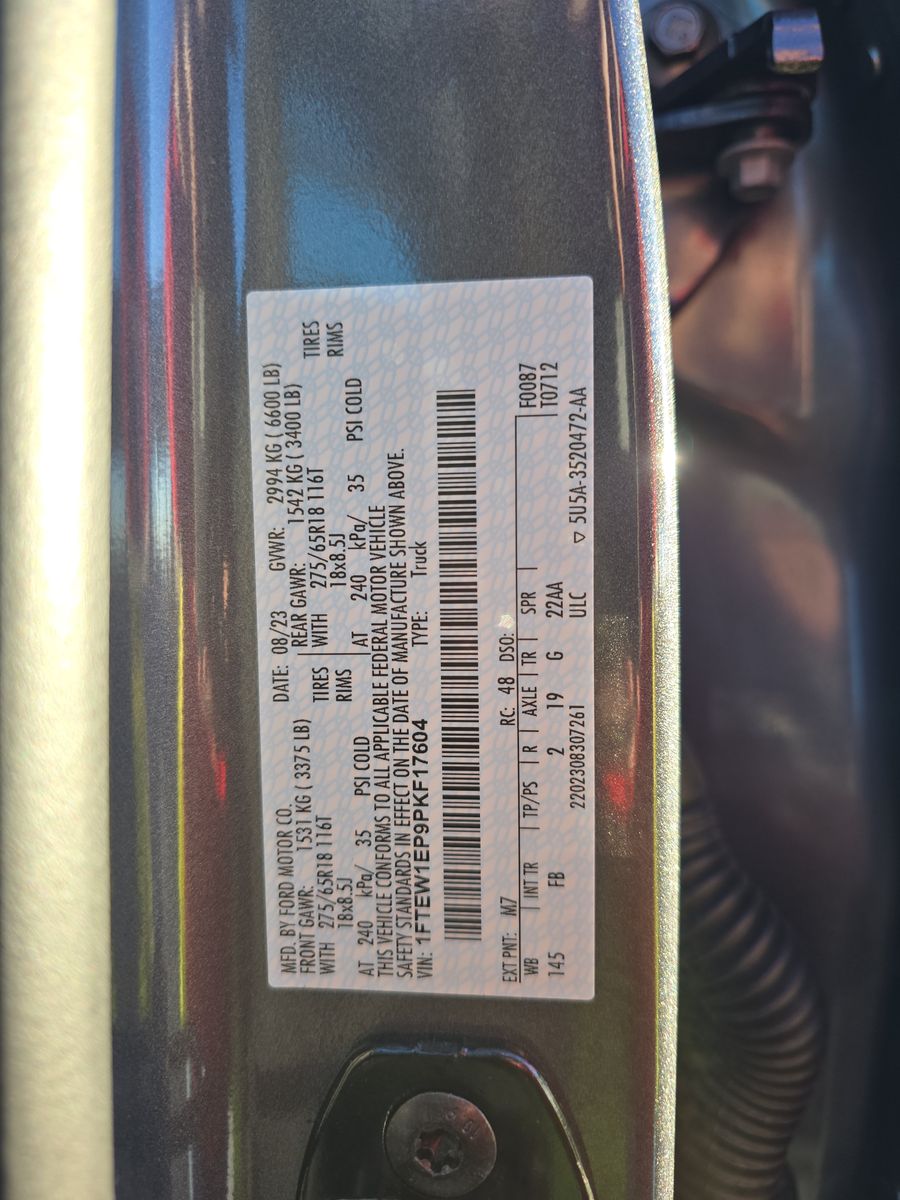 MFD. BY FORD MOTOR CO.
DATE: 08/23 GVWR: 2994 KG ( 6600 LB)
FRONT GAWR: 1531 KG ( 3375 LB) REAR GAWR: 1542 KG ( 3400 LB)
WITH 275/65R18 116T TIRES WITH 275/65R18 116T TIRES
18x8.5J RIMS 18x8.5J RIMS
AT 240 kPa/ 35 PSI COLD AT 240 kPa/ 35 PSI COLD
THIS VEHICLE CONFORMS TO ALL APPLICABLE FEDERAL MOTOR VEHICLE
SAFETY STANDARDS IN EFFECT ON THE DATE OF MANUFACTURE SHOWN ABOVE.
VIN: 1FTEW1EP9PKF17604 TYPE: Truck
EXT PNT: M7 RC: 48 DSO: F0087
WB INT TR TP/PS R AXLE TR SPR T0712
145 FB 2 19 G 22AA
2202308307261 ULC ▽ 5U5A-3520472-AA